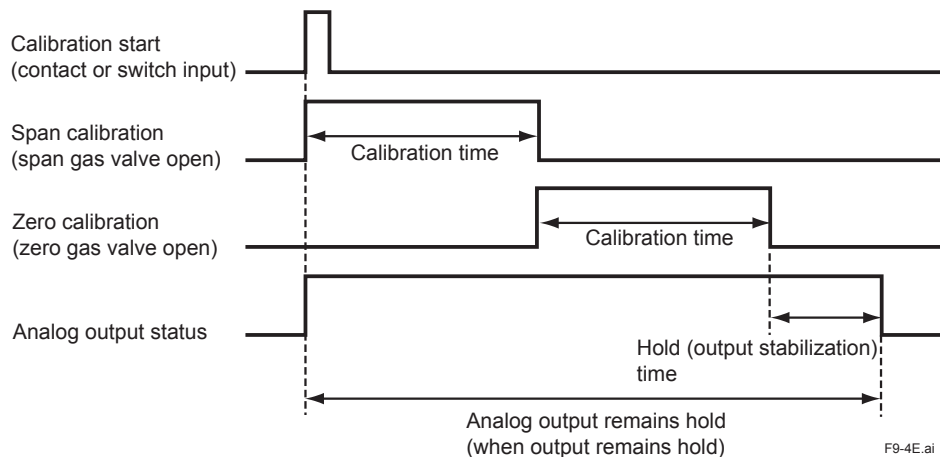 Calibration start
(contact or switch input)
Span calibration
(span gas valve open)
Calibration time
Zero calibration
(zero gas valve open)
Calibration time
Analog output status
Hold (output stabilization)
time
Analog output remains hold
(when output remains hold)
F9-4E.ai